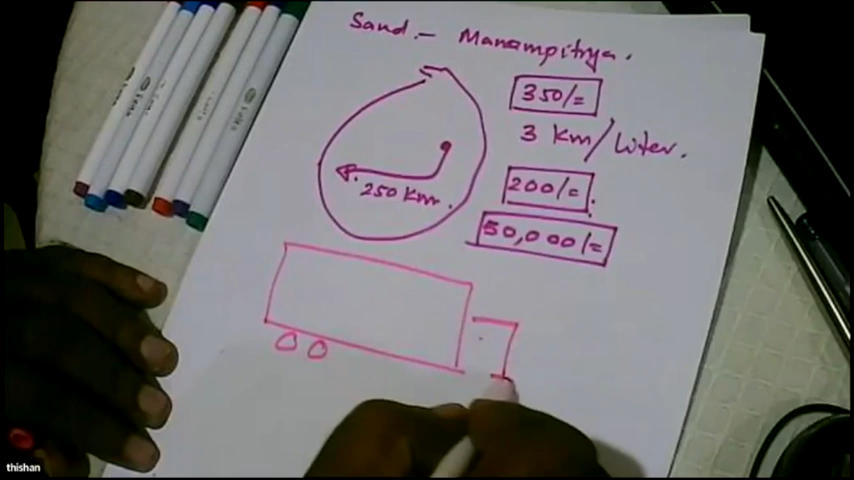 Sand.- Manampitiya.
350/=
3 Km/Liter.
250 Km.
200/=.
50,000/=
thishan